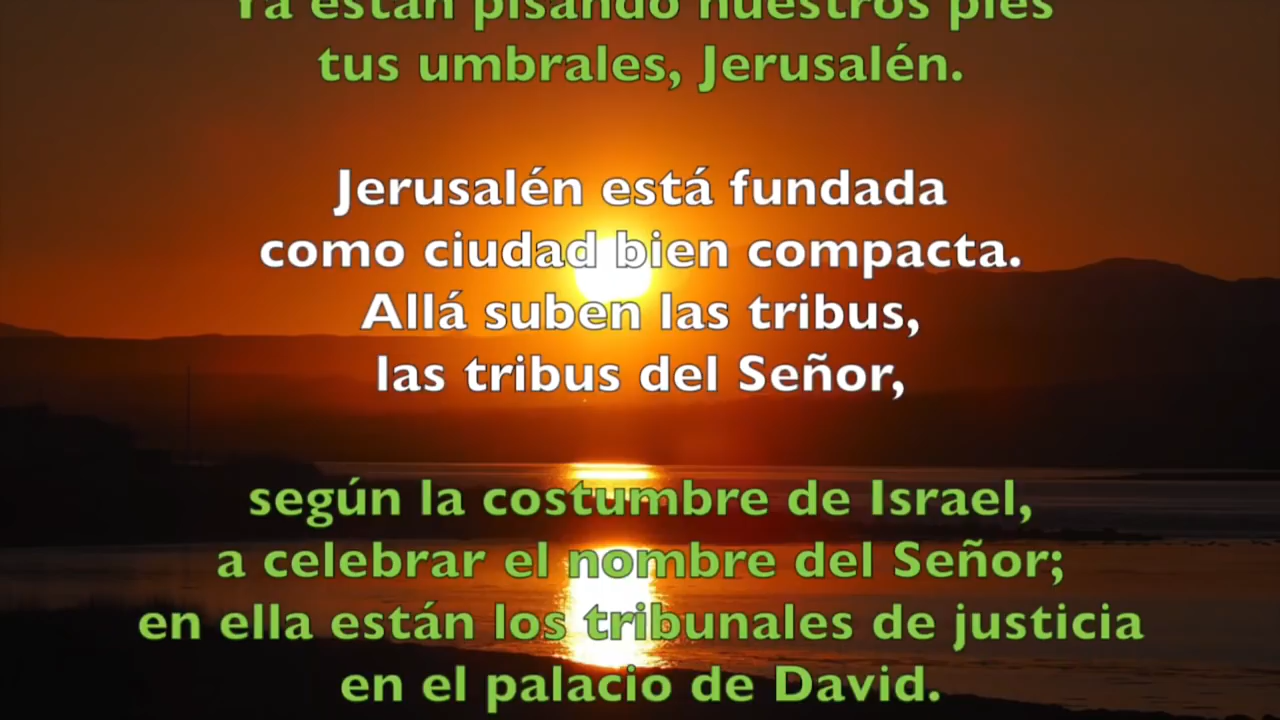 Ya están pisando nuestros pies
tus umbrales, Jerusalén.
Jerusalén está fundada
como ciudad bien compacta.
Allá suben las tribus,
las tribus del Señor,
según la costumbre de Israel,
a celebrar el nombre del Señor;
en ella están los tribunales de justicia
en el palacio de David.